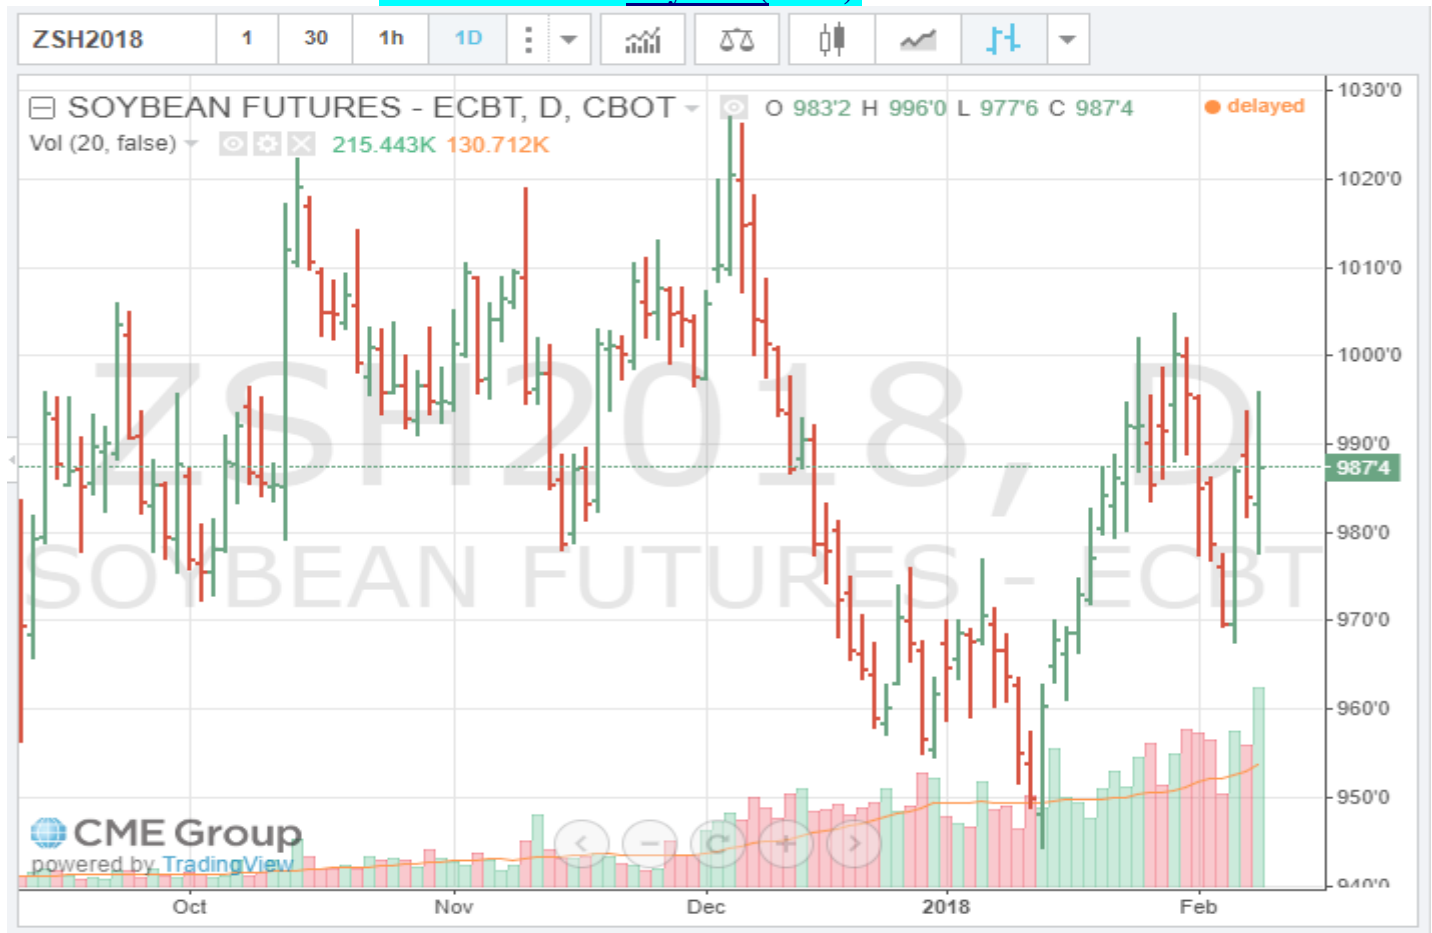 ZSH2018 1 30 1h 1D
SOYBEAN FUTURES - ECBT, D, CBOT O 983'2 H 996'0 L 977'6 C 987'4 delayed
Vol (20, false) 215.443K 130.712K
1030'0
1020'0
1010'0
1000'0
990'0
987'4
980'0
970'0
960'0
950'0
940'0
ZSH2018, D
SOYBEAN FUTURES - ECBT
CME Group
powered by TradingView
Oct Nov Dec 2018 Feb